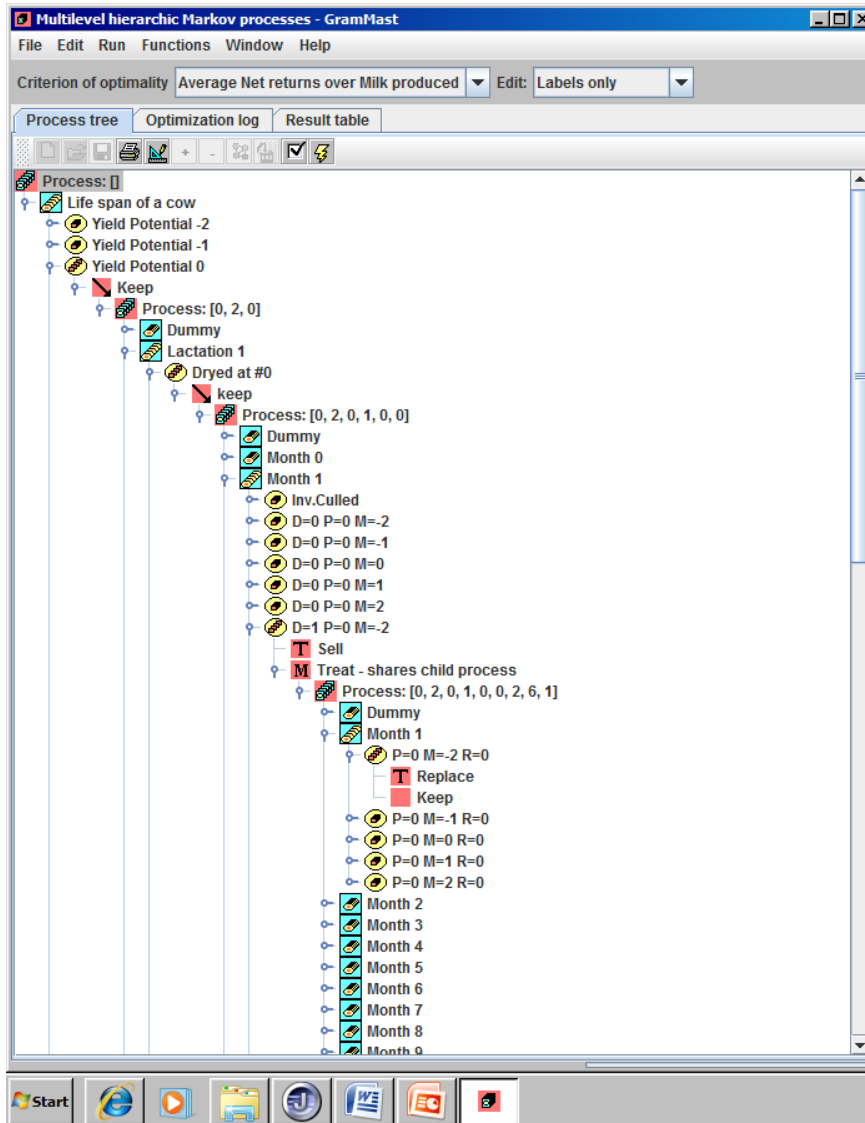 Multilevel hierarchic Markov processes - GramMast
File Edit Run Functions Window Help
Criterion of optimality Average Net returns over Milk produced Edit: Labels only
Process tree Optimization log Result table
Process: []
Life span of a cow
Yield Potential -2
Yield Potential -1
Yield Potential 0
Keep
Process: [0, 2, 0]
Dummy
Lactation 1
Dryed at #0
keep
Process: [0, 2, 0, 1, 0, 0]
Dummy
Month 0
Month 1
Inv.Culled
D=0 P=0 M=-2
D=0 P=0 M=-1
D=0 P=0 M=0
D=0 P=0 M=1
D=0 P=0 M=2
D=1 P=0 M=-2
T Sell
M Treat - shares child process
Process: [0, 2, 0, 1, 0, 0, 2, 6, 1]
Dummy
Month 1
P=0 M=-2 R=0
T Replace
Keep
P=0 M=-1 R=0
P=0 M=0 R=0
P=0 M=1 R=0
P=0 M=2 R=0
Month 2
Month 3
Month 4
Month 5
Month 6
Month 7
Month 8
Month 9
Start